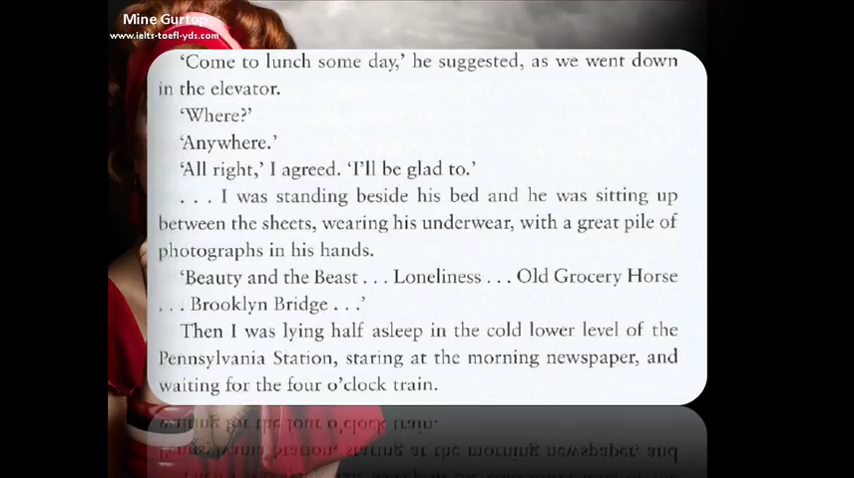 Mine Gurtop
www.ielts-toefl-yds.com
‘Come to lunch some day,’ he suggested, as we went down
in the elevator.
‘Where?’
‘Anywhere.’
‘All right,’ I agreed. ‘I’ll be glad to.’
. . . I was standing beside his bed and he was sitting up
between the sheets, wearing his underwear, with a great pile of
photographs in his hands.
‘Beauty and the Beast . . . Loneliness . . . Old Grocery Horse
. . . Brooklyn Bridge . . .’
Then I was lying half asleep in the cold lower level of the
Pennsylvania Station, staring at the morning newspaper, and
waiting for the four o’clock train.